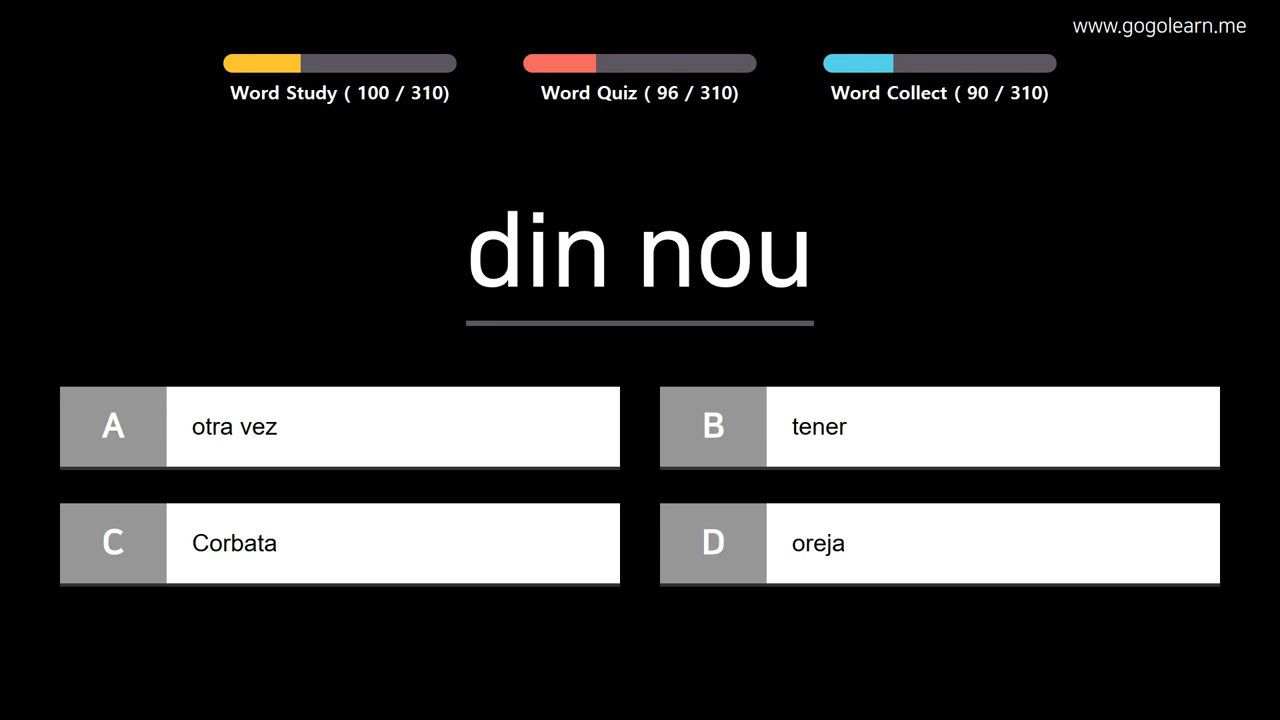 www.gogolearn.me
Word Study ( 100 / 310)
Word Quiz ( 96 / 310)
Word Collect ( 90 / 310)
din nou
A
otra vez
B
tener
C
Corbata
D
oreja